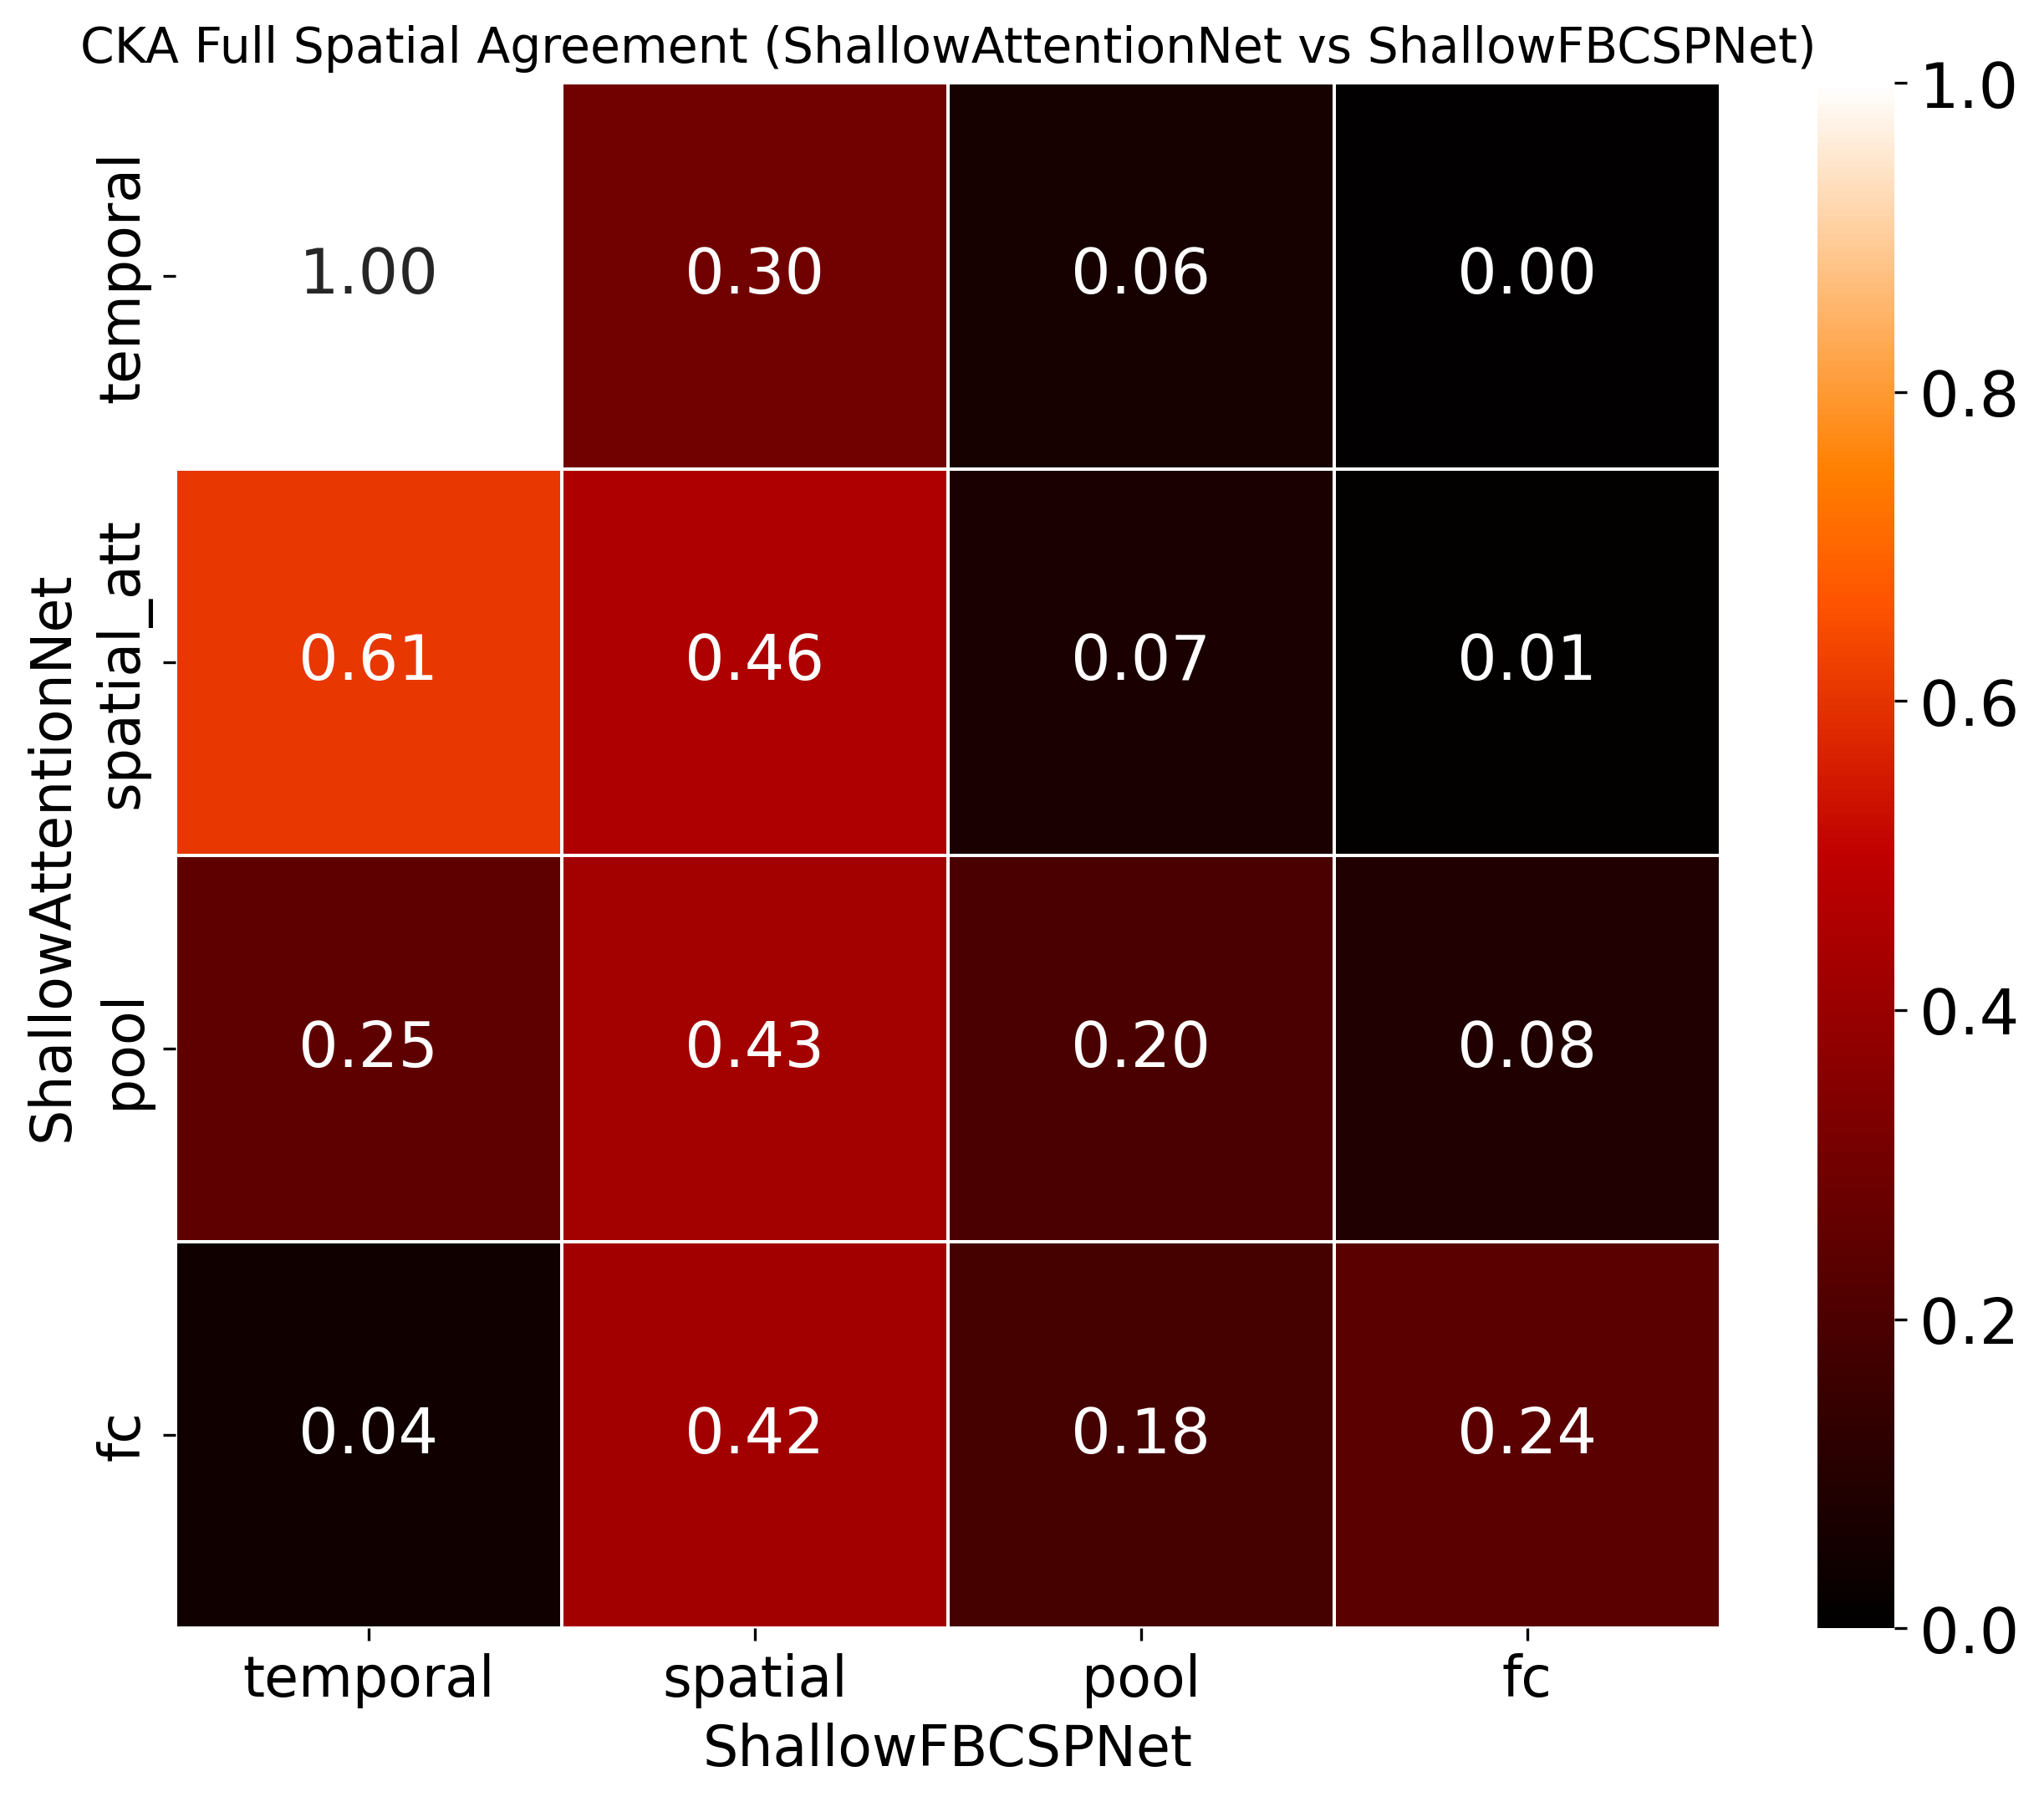 CKA Full Spatial Agreement (ShallowAttentionNet vs ShallowFBCSPNet)
ShallowAttentionNet
temporal
1.00 0.30 0.06 0.00
spatial_att
0.61 0.46 0.07 0.01
pool
0.25 0.43 0.20 0.08
fc
0.04 0.42 0.18 0.24
temporal spatial pool fc
ShallowFBCSPNet
1.0
0.8
0.6
0.4
0.2
0.0